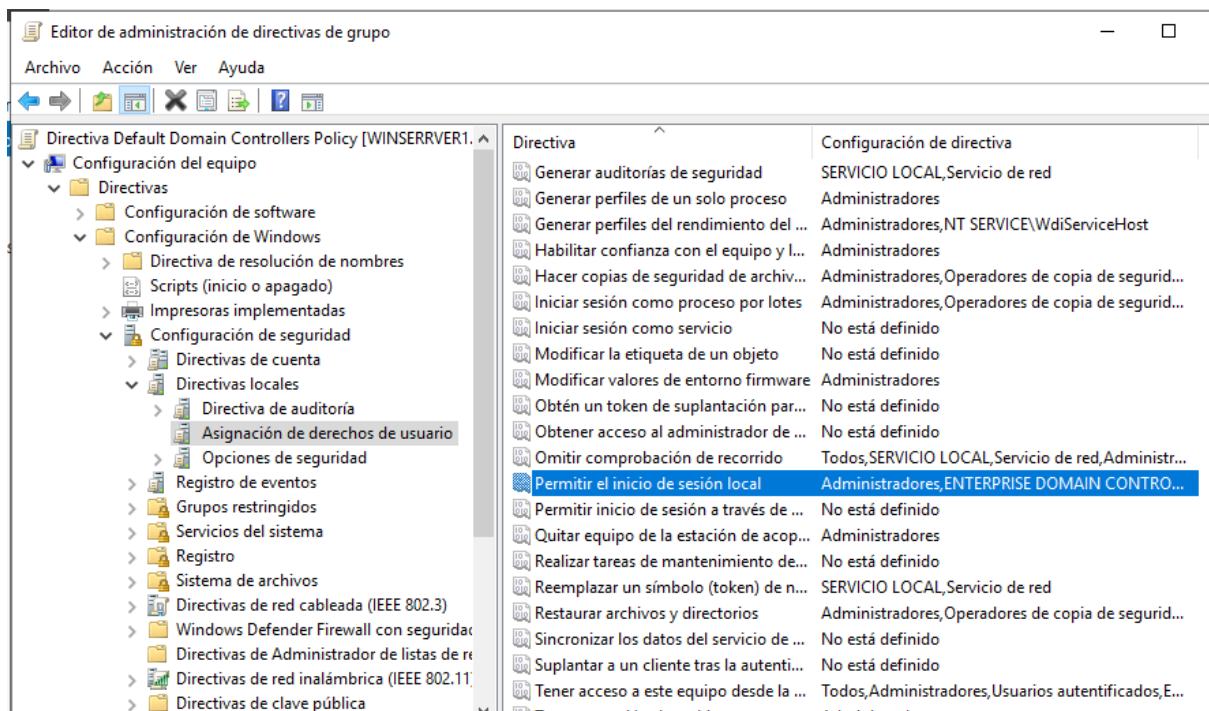 Editor de administración de directivas de grupo
Archivo Acción Ver Ayuda
Directiva Default Domain Controllers Policy [WINSERRVER1.
Configuración del equipo
Directivas
Configuración de software
Configuración de Windows
Directiva de resolución de nombres
Scripts (inicio o apagado)
Impresoras implementadas
Configuración de seguridad
Directivas de cuenta
Directivas locales
Directiva de auditoría
Asignación de derechos de usuario
Opciones de seguridad
Registro de eventos
Grupos restringidos
Servicios del sistema
Registro
Sistema de archivos
Directivas de red cableada (IEEE 802.3)
Windows Defender Firewall con seguridad
Directivas de Administrador de listas de re
Directivas de red inalámbrica (IEEE 802.11)
Directivas de clave pública
Directiva Configuración de directiva
Generar auditorías de seguridad SERVICIO LOCAL,Servicio de red
Generar perfiles de un solo proceso Administradores
Generar perfiles del rendimiento del ... Administradores,NT SERVICE\WdiServiceHost
Habilitar confianza con el equipo y l... Administradores
Hacer copias de seguridad de archiv... Administradores,Operadores de copia de segurid...
Iniciar sesión como proceso por lotes Administradores,Operadores de copia de segurid...
Iniciar sesión como servicio No está definido
Modificar la etiqueta de un objeto No está definido
Modificar valores de entorno firmware Administradores
Obtén un token de suplantación par... No está definido
Obtener acceso al administrador de ... No está definido
Omitir comprobación de recorrido Todos,SERVICIO LOCAL,Servicio de red,Administr...
Permitir el inicio de sesión local Administradores,ENTERPRISE DOMAIN CONTRO...
Permitir inicio de sesión a través de ... No está definido
Quitar equipo de la estación de acop... Administradores
Realizar tareas de mantenimiento de... No está definido
Reemplazar un símbolo (token) de n... SERVICIO LOCAL,Servicio de red
Restaurar archivos y directorios Administradores,Operadores de copia de segurid...
Sincronizar los datos del servicio de ... No está definido
Suplantar a un cliente tras la autenti... No está definido
Tener acceso a este equipo desde la ... Todos,Administradores,Usuarios autentificados,E...